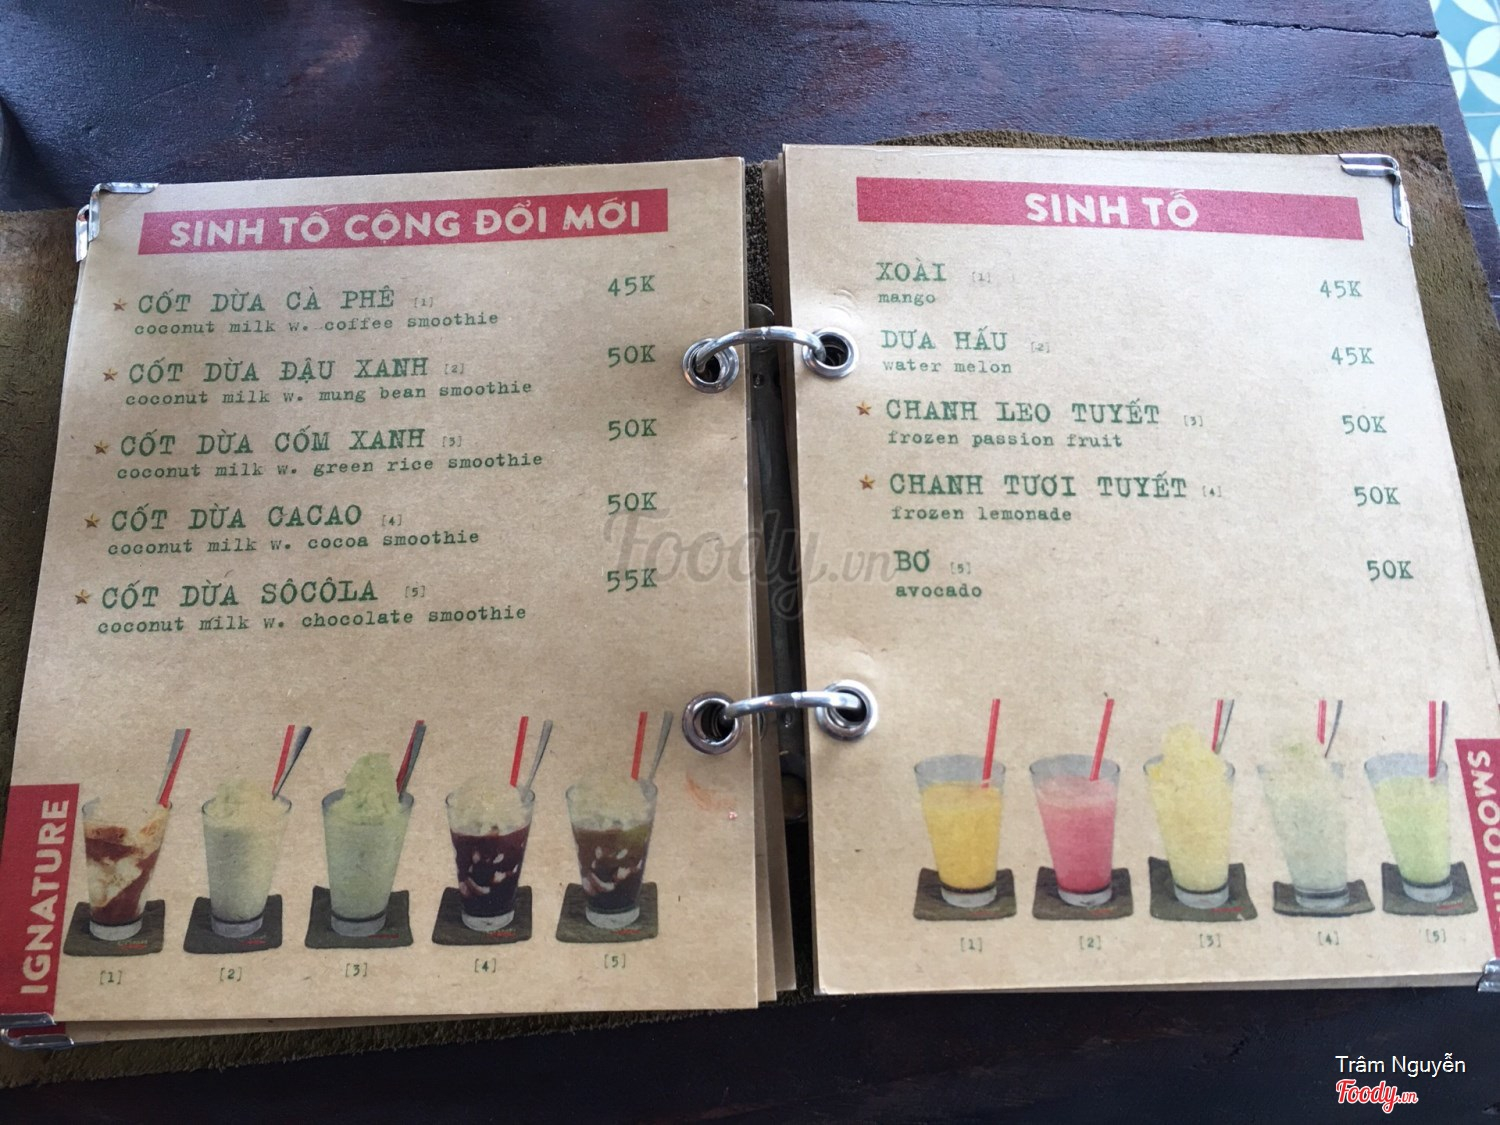 SINH TỐ CỘNG ĐỔI MỚI
CỐT DỪA CÀ PHÊ [1] 45K
coconut milk w. coffee smoothie
CỐT DỪA ĐẬU XANH [2] 50K
coconut milk w. mung bean smoothie
CỐT DỪA CỐM XANH [3] 50K
coconut milk w. green rice smoothie
CỐT DỪA CACAO [4] 50K
coconut milk w. cocoa smoothie
CỐT DỪA SÔCÔLA [5] 55K
coconut milk w. chocolate smoothie
IGNATURE
[1] [2] [3] [4] [5]
SINH TỐ
XOÀI [1] 45K
mango
DƯA HẤU [2] 45K
water melon
CHANH LEO TUYẾT [3] 50K
frozen passion fruit
CHANH TƯƠI TUYẾT [4] 50K
frozen lemonade
BƠ [5] 50K
avocado
SMOOTHI
[1] [2] [3] [4] [5]
Foody.vn
Trâm Nguyễn
Foody.vn